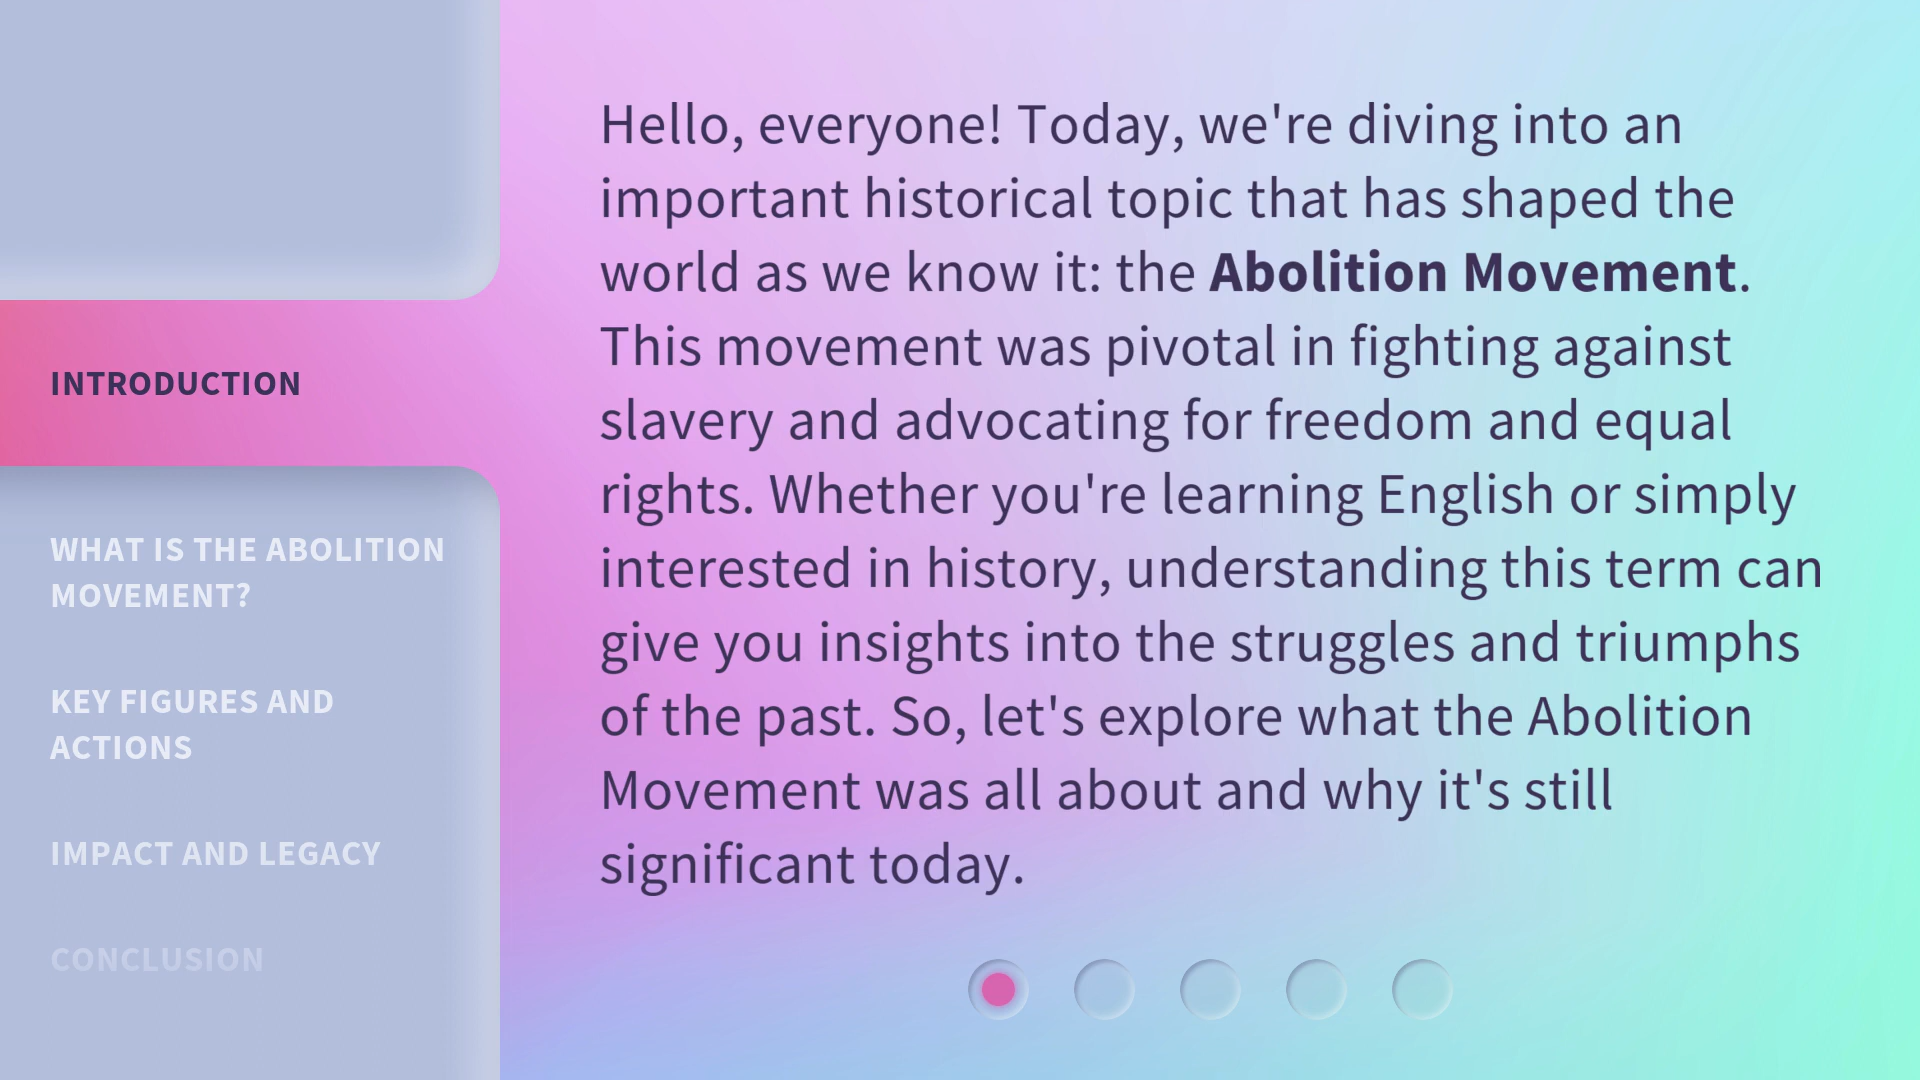 INTRODUCTION
WHAT IS THE ABOLITION
MOVEMENT?
KEY FIGURES AND
ACTIONS
IMPACT AND LEGACY
CONCLUSION
Hello, everyone! Today, we're diving into an
important historical topic that has shaped the
world as we know it: the Abolition Movement.
This movement was pivotal in fighting against
slavery and advocating for freedom and equal
rights. Whether you're learning English or simply
interested in history, understanding this term can
give you insights into the struggles and triumphs
of the past. So, let's explore what the Abolition
Movement was all about and why it's still
significant today.